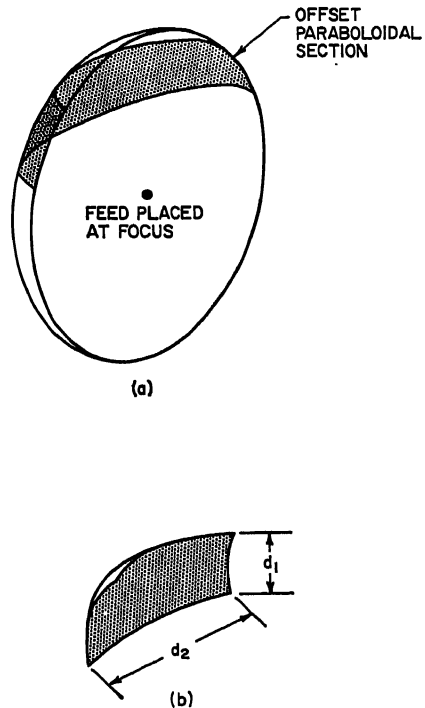 OFFSET
PARABOLOIDAL
SECTION
FEED PLACED
AT FOCUS
(a)
d₁
d₂
(b)